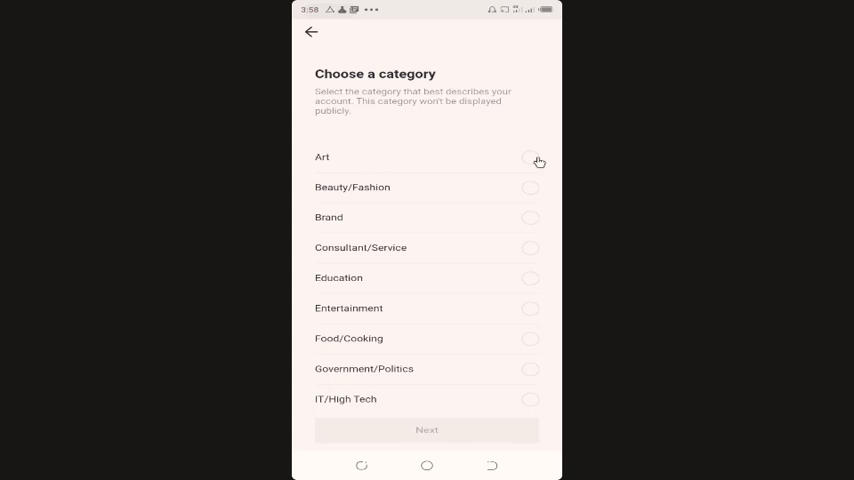 3:58
Choose a category
Select the category that best describes your
account. This category won't be displayed
publicly.
Art
Beauty/Fashion
Brand
Consultant/Service
Education
Entertainment
Food/Cooking
Government/Politics
IT/High Tech
Next